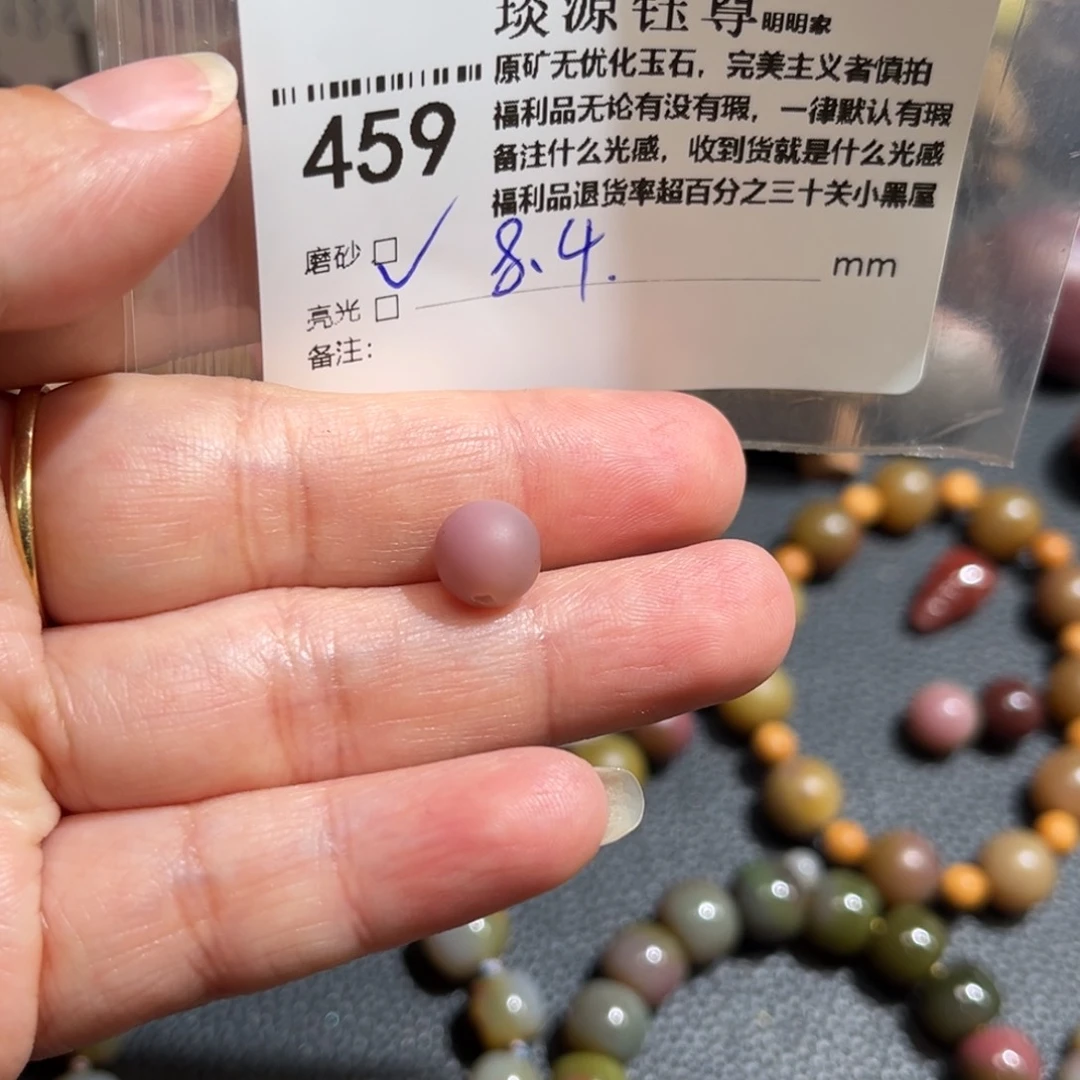 琰源钰尊明明家
原矿无优化玉石，完美主义者慎拍
459
福利品无论有没有瑕，一律默认有瑕
备注什么光感，收到货就是什么光感
福利品退货率超百分之三十关小黑屋
磨砂 □ ✓ 8.4. mm
亮光 □
备注：